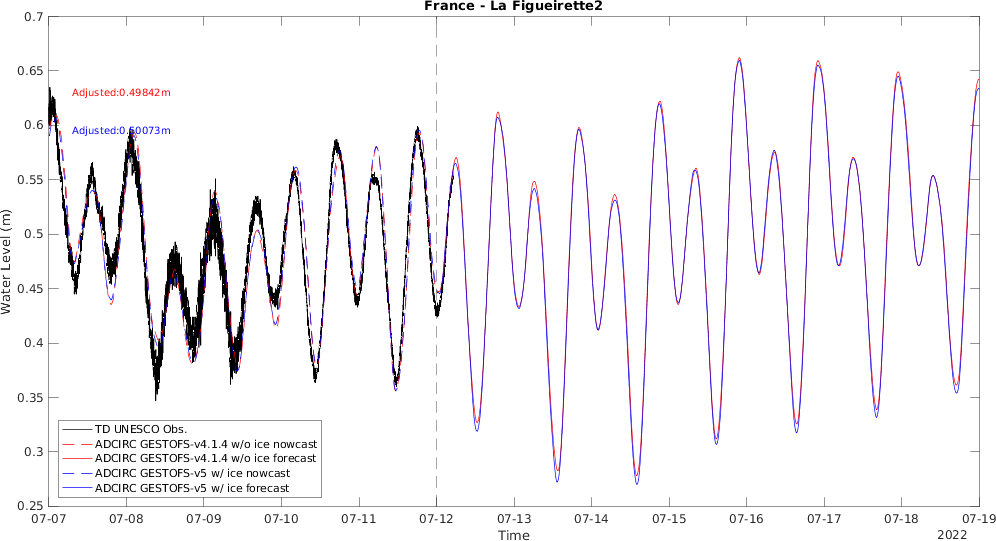 France - La Figueirette2
0.7
0.65
0.6
0.55
0.5
0.45
0.4
0.35
0.3
0.25
Water Level (m)
Adjusted:0.49842m
Adjusted:0.50073m
TD UNESCO Obs.
ADCIRC GESTOFS-v4.1.4 w/o ice nowcast
ADCIRC GESTOFS-v4.1.4 w/o ice forecast
ADCIRC GESTOFS-v5 w/ ice nowcast
ADCIRC GESTOFS-v5 w/ ice forecast
07-07 07-08 07-09 07-10 07-11 07-12 07-13 07-14 07-15 07-16 07-17 07-18 07-19
Time
2022